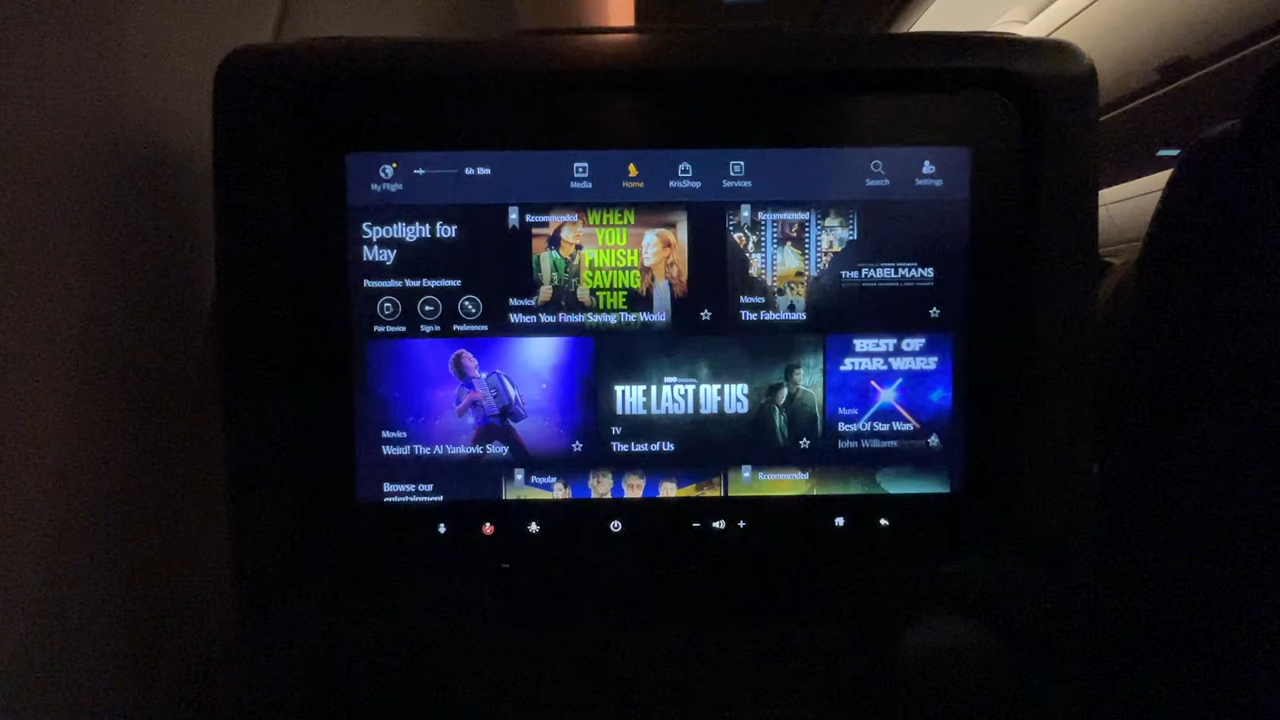 My Flight
6h 18m
Media
Home
KrisShop
Services
Search
Settings
Spotlight for
May
Personalise Your Experience
Pair Device
Sign in
Preferences
Recommended
WHEN
YOU
FINISH
SAVING
THE
Movies
When You Finish Saving The World
Recommended
THE FABELMANS
Movies
The Fabelmans
Movies
Weird! The Al Yankovic Story
HBO ORIGINAL
THE LAST OF US
TV
The Last of Us
BEST OF
STAR WARS
Music
Best Of Star Wars
John Williams
Browse our
entertainment
Popular
Recommended